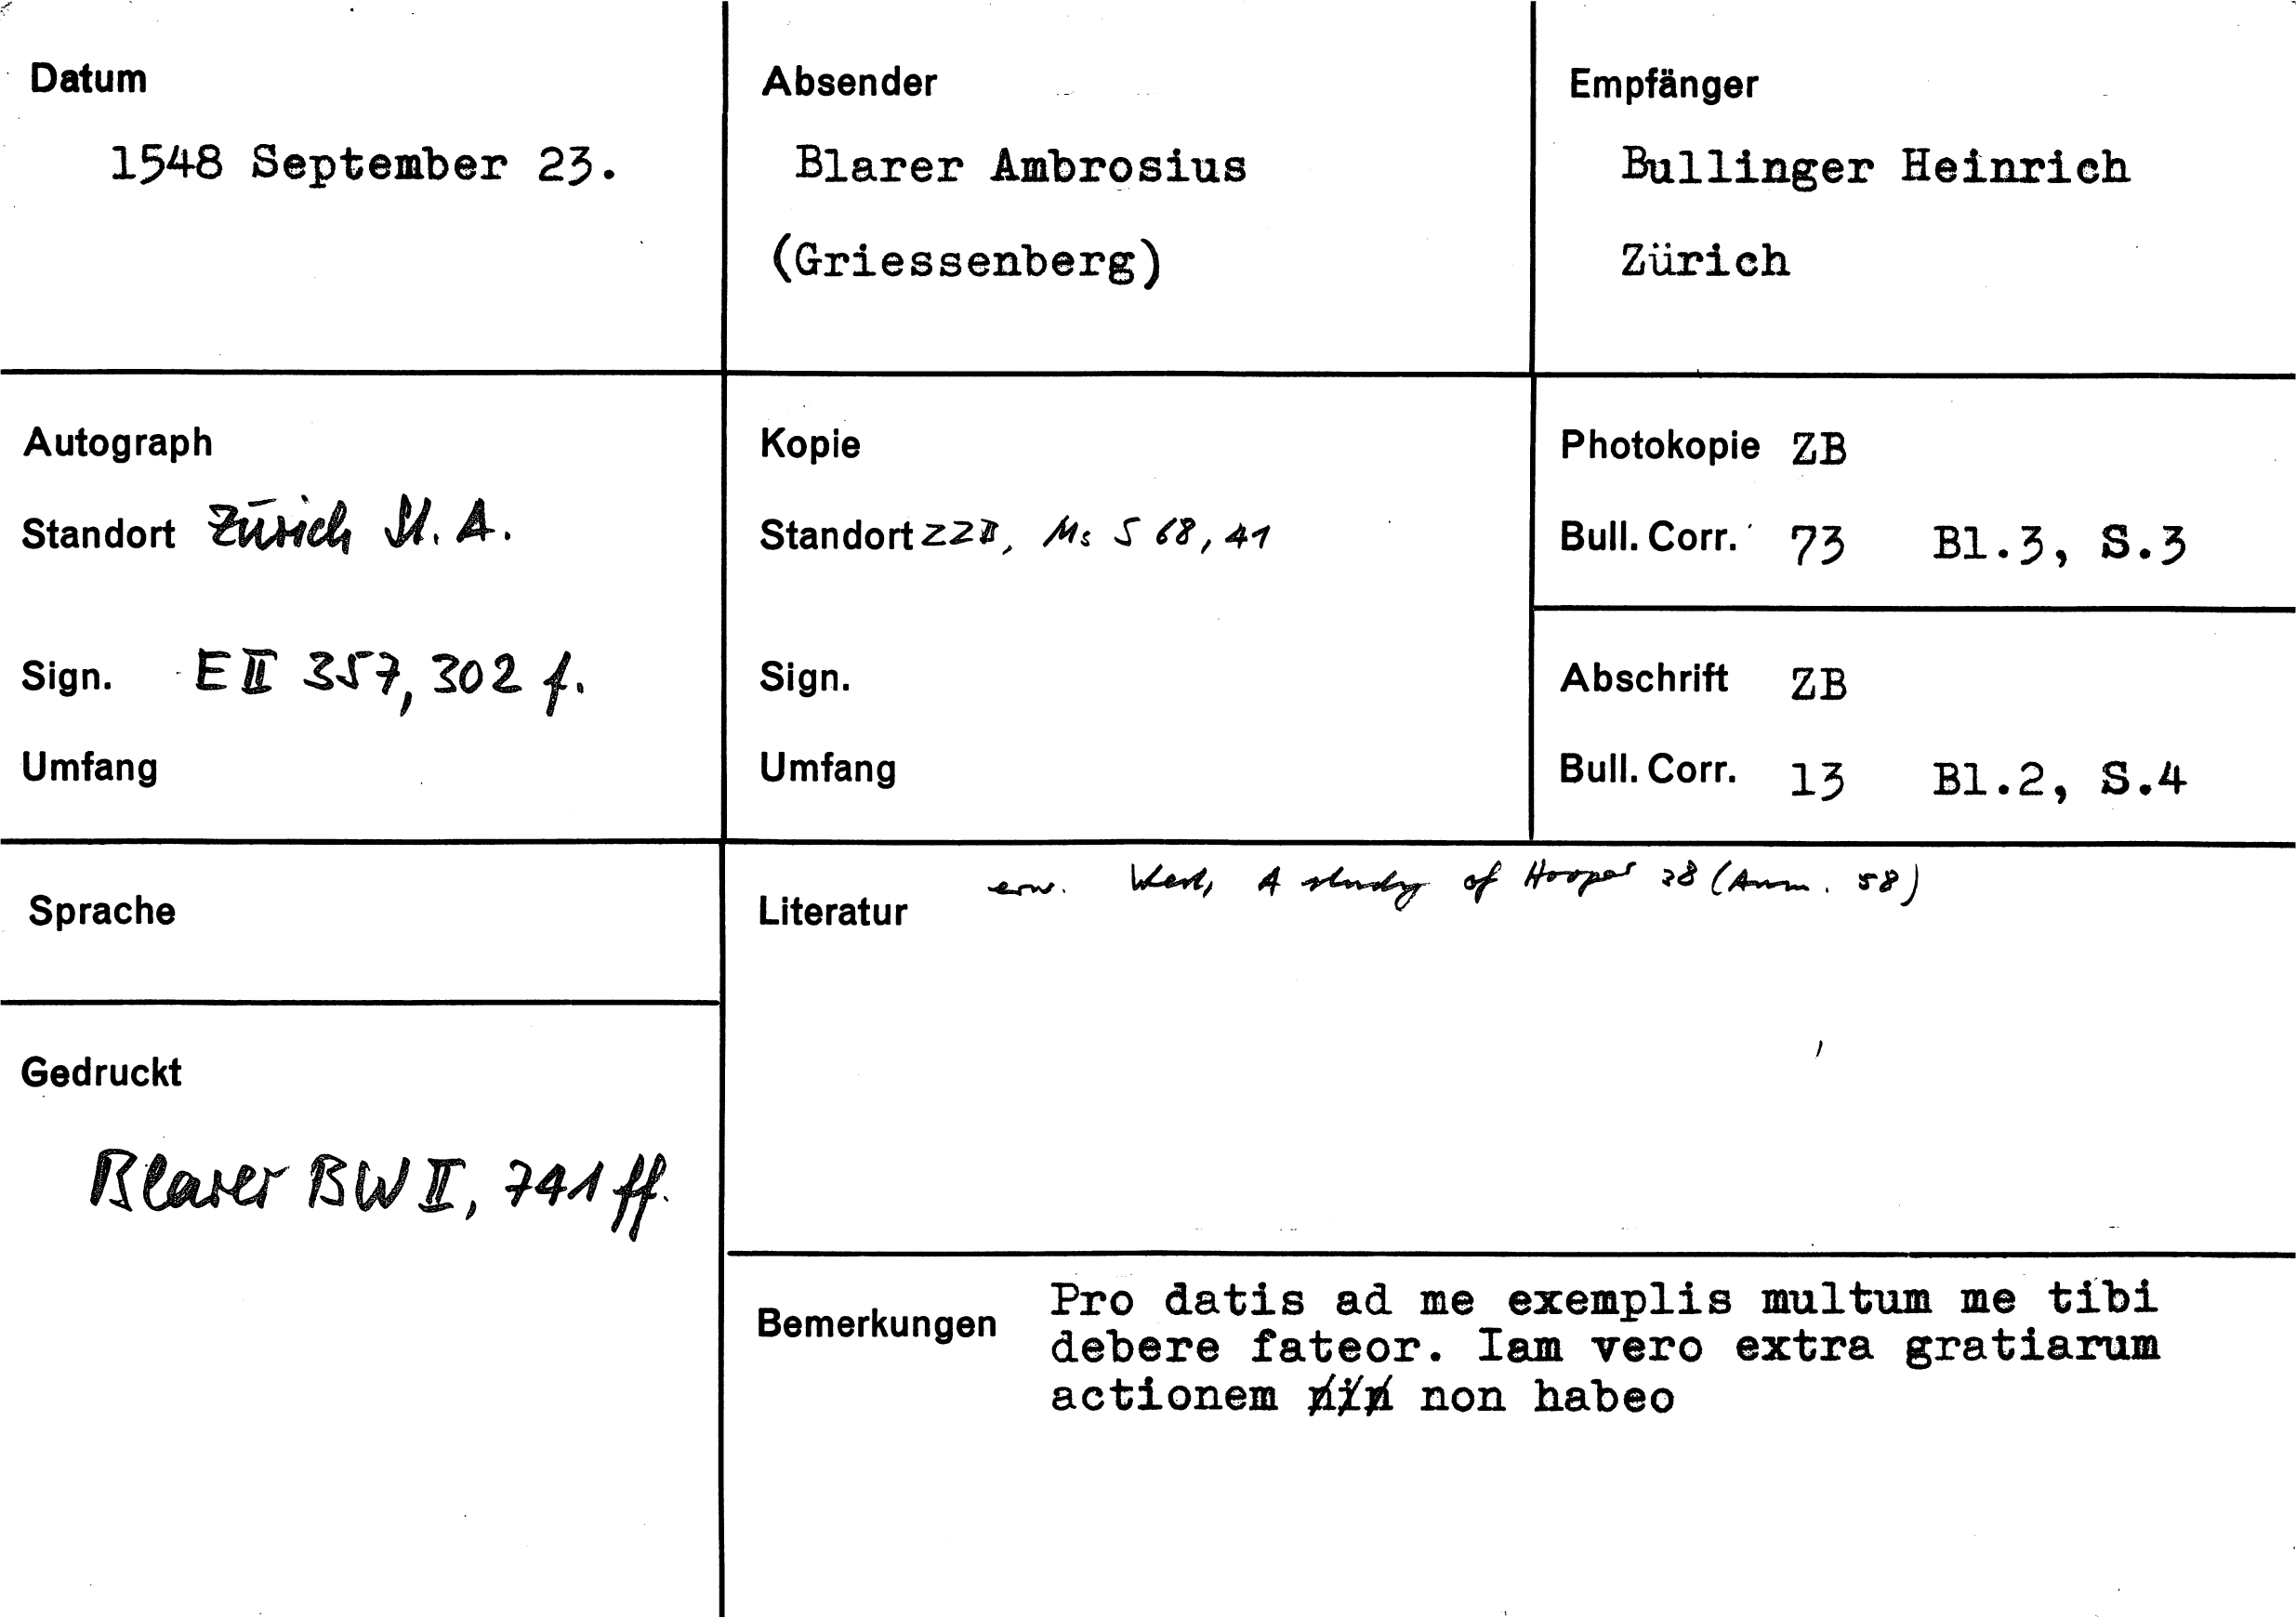 Datum
1548 September 23.
Absender
Blarer Ambrosius
(Griessenberg)
Empfänger
Bullinger Heinrich
Zürich
Autograph
Standort Zürich St. A.
Sign. E II 357, 302 f.
Umfang
Kopie
Standort ZZB, Ms S 68, 41
Sign.
Umfang
Photokopie ZB
Bull. Corr. 73 Bl.3, S.3
Abschrift ZB
Bull. Corr. 13 Bl.2, S.4
Sprache
Gedruckt
Blarer BW II, 741 ff.
Literatur erw. West, A study of Hooper 28 (Anm. 58)
Bemerkungen Pro datis ad me exemplis multum me tibi
debere fateor. Iam vero extra gratiarum
actionem non habeo